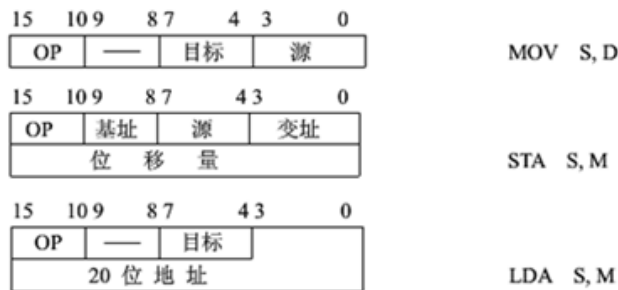 15 10 9 8 7 4 3 0
OP — 目标 源 MOV S, D
15 10 9 8 7 4 3 0
OP 基址 源 变址
位 移 量 STA S, M
15 10 9 8 7 4 3 0
OP — 目标
20 位 地 址 LDA S, M